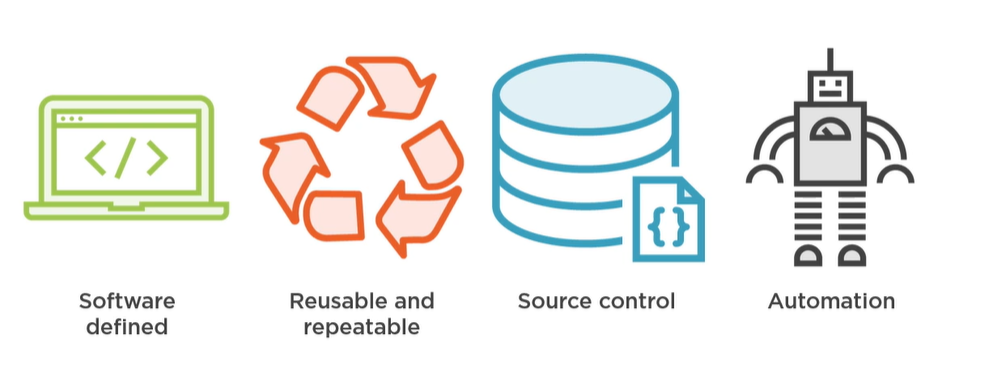 Software
defined
Reusable and
repeatable
Source control
Automation